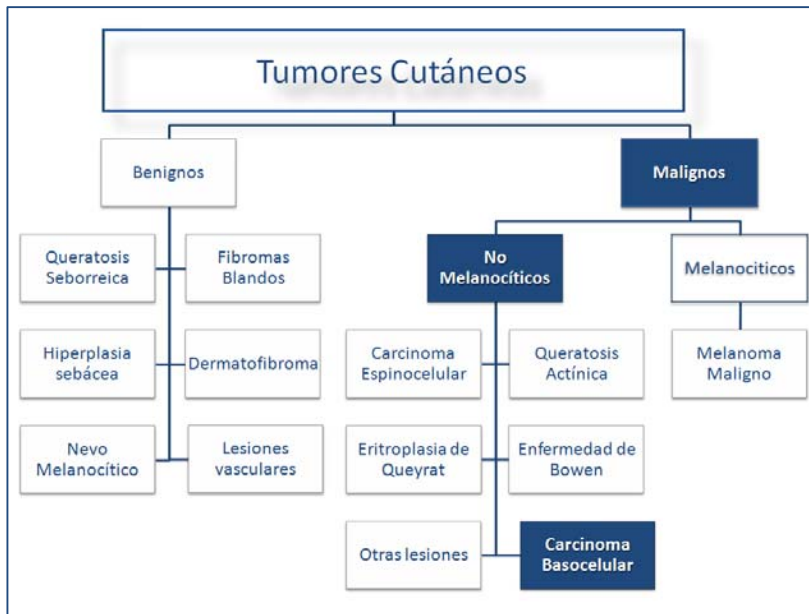 Tumores Cutáneos
Benignos
Malignos
Queratosis
Seborreica
Fibromas
Blandos
Hiperplasia
sebácea
Dermatofibroma
Nevo
Melanocítico
Lesiones
vasculares
No
Melanocíticos
Melanociticos
Carcinoma
Espinocelular
Queratosis
Actínica
Melanoma
Maligno
Eritroplasia de
Queyrat
Enfermedad de
Bowen
Otras lesiones
Carcinoma
Basocelular